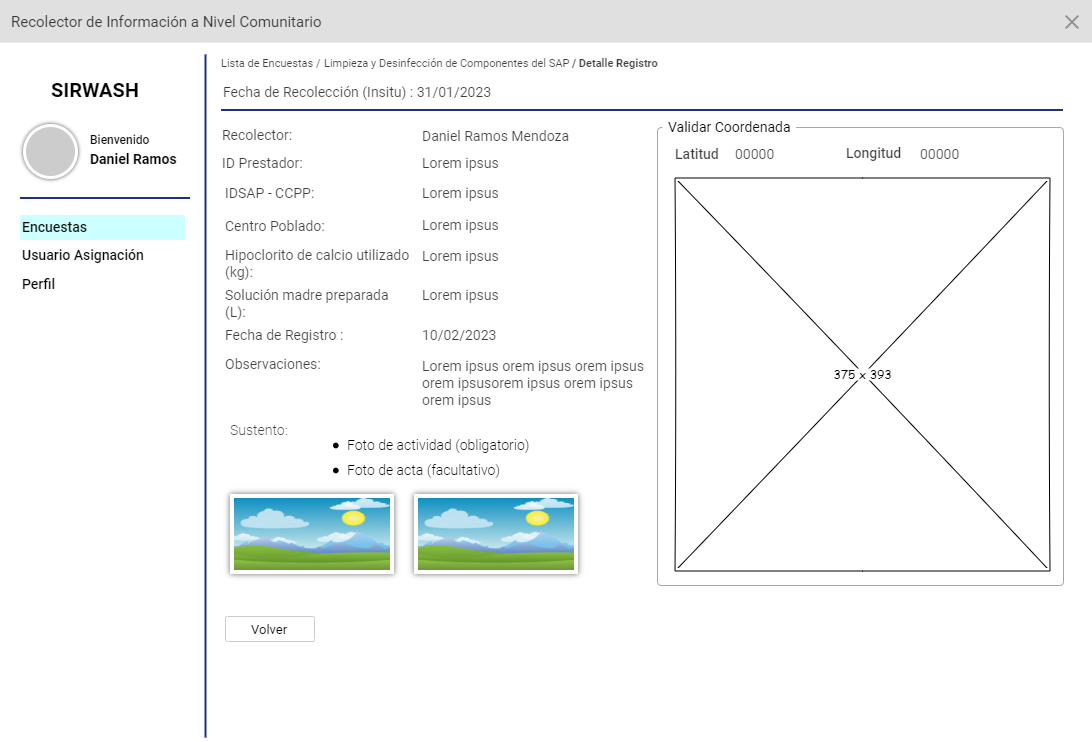 Recolector de Información a Nivel Comunitario
SIRWASH
Bienvenido
Daniel Ramos
Encuestas
Usuario Asignación
Perfil
Lista de Encuestas / Limpieza y Desinfección de Componentes del SAP / Detalle Registro
Fecha de Recolección (Insitu) : 31/01/2023
Recolector: Daniel Ramos Mendoza
ID Prestador: Lorem ipsus
IDSAP - CCPP: Lorem ipsus
Centro Poblado: Lorem ipsus
Hipoclorito de calcio utilizado Lorem ipsus
(kg):
Solución madre preparada Lorem ipsus
(L):
Fecha de Registro : 10/02/2023
Observaciones: Lorem ipsus orem ipsus orem ipsus
orem ipsusorem ipsus orem ipsus
orem ipsus
Sustento:
• Foto de actividad (obligatorio)
• Foto de acta (facultativo)
Volver
Validar Coordenada
Latitud 00000 Longitud 00000
375 × 393